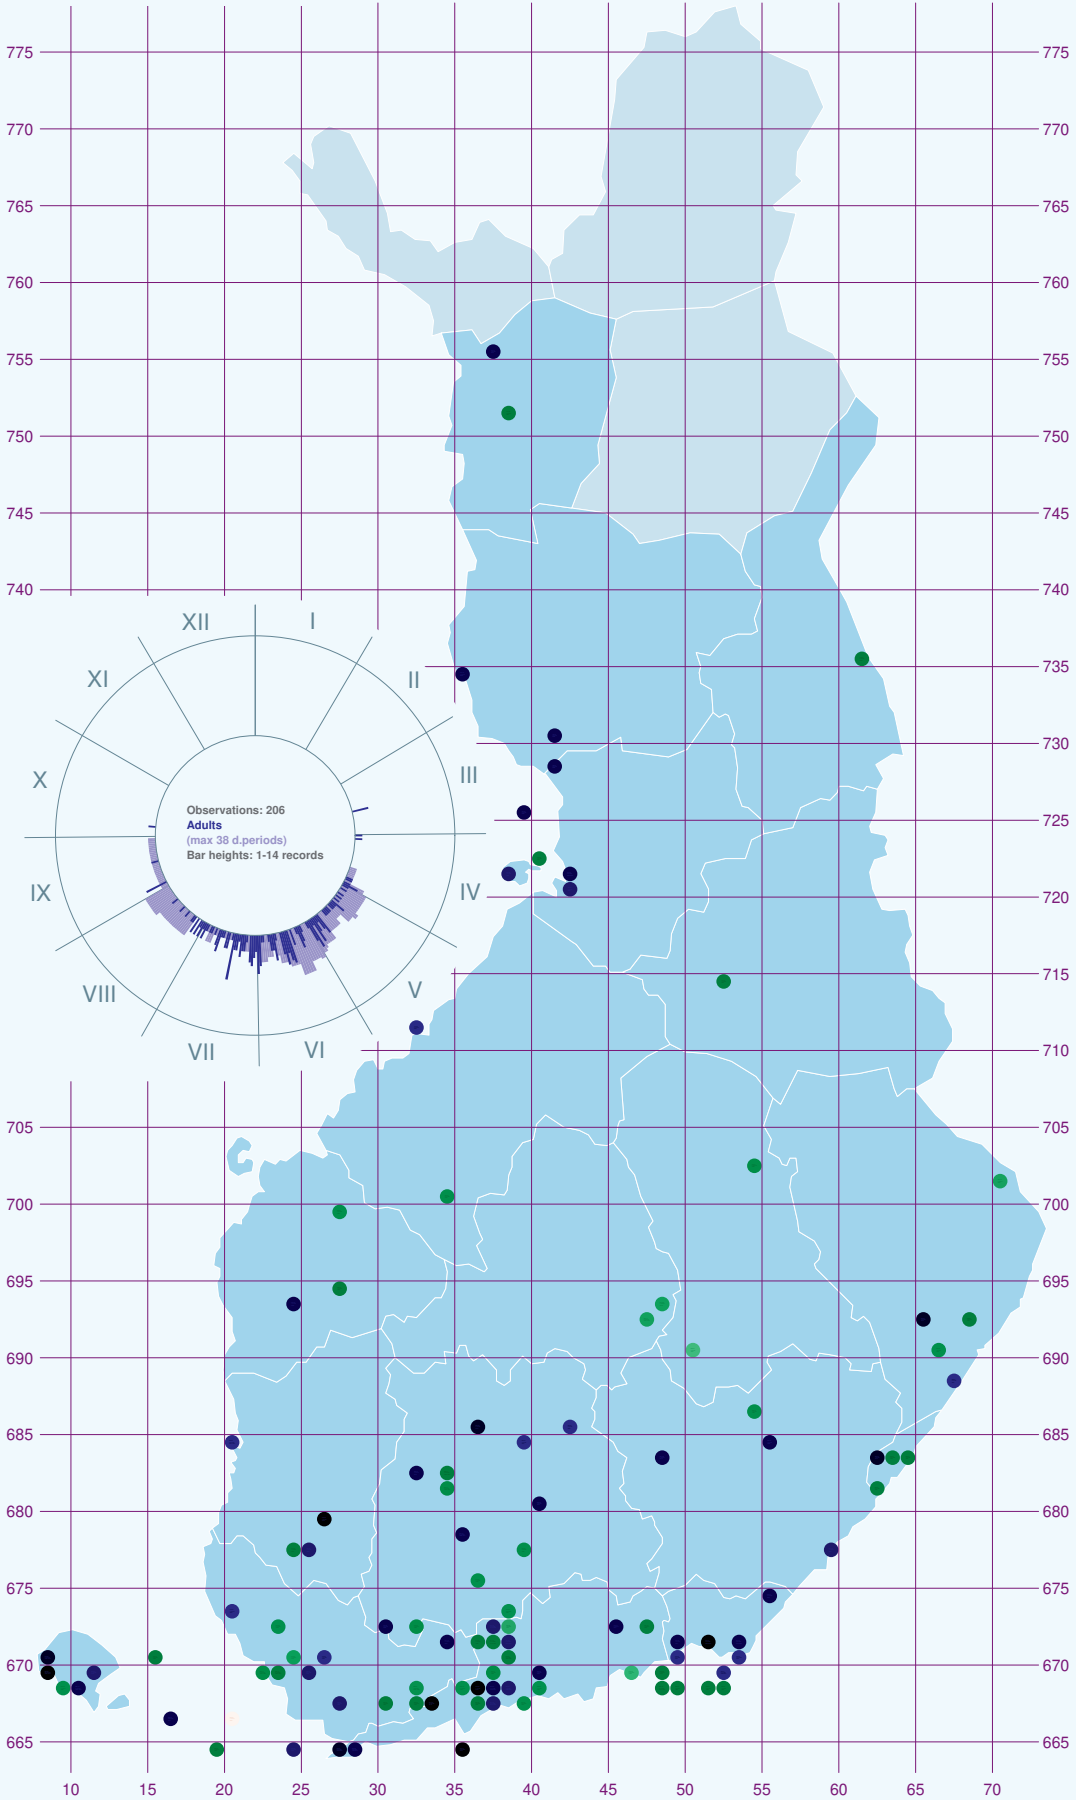 775 775
770 770
765 765
760 760
755 755
750 750
745 745
740 740
XII I
XI II
735
X III
730
Observations: 206
Adults
(max 38 d.periods)
Bar heights: 1-14 records
725
IX IV
720
VIII V
715
VII VI
710
705 705
700 700
695 695
690 690
685 685
680 680
675 675
670 670
665 665
10 15 20 25 30 35 40 45 50 55 60 65 70